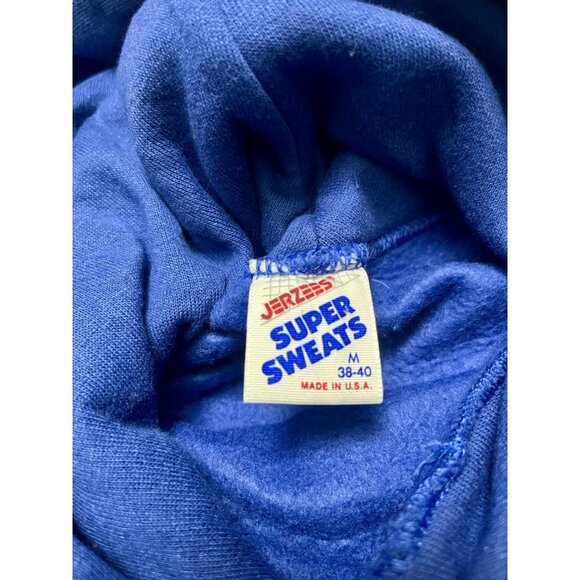 JERZEES
SUPER
SWEATS
M
38-40
MADE IN U.S.A.